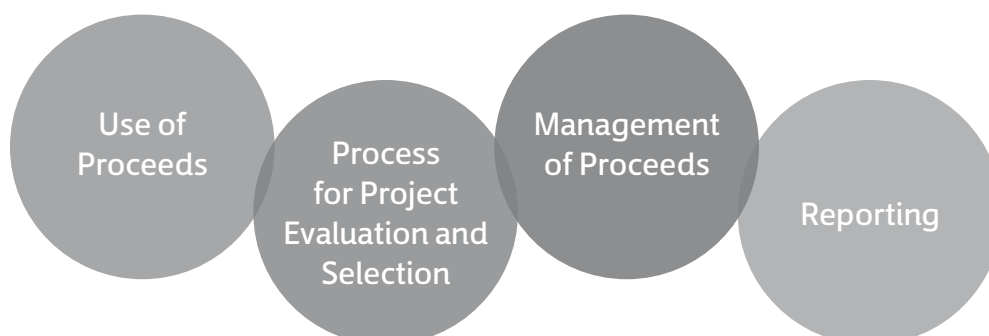 Use of
Proceeds
Process
for Project
Evaluation and
Selection
Management
of Proceeds
Reporting